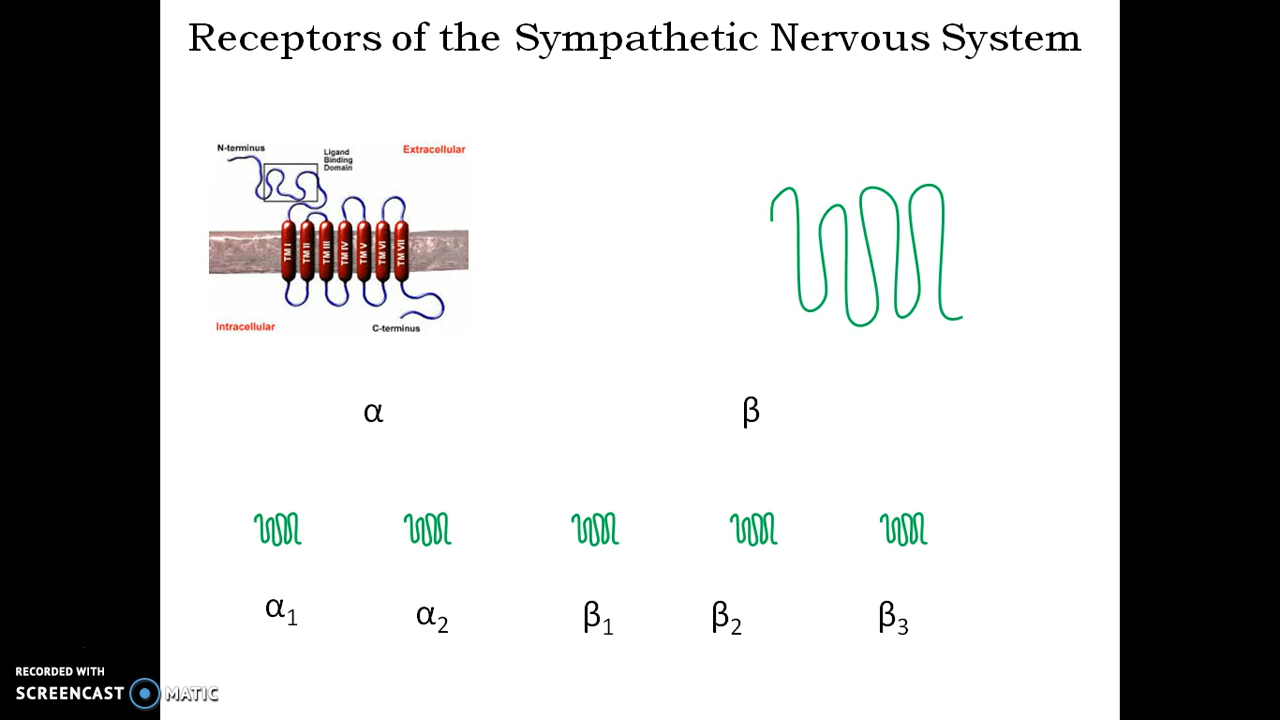 Receptors of the Sympathetic Nervous System
N-terminus
Ligand
Binding
Domain
Extracellular
TM I
TM II
TM III
TM IV
TM V
TM VI
TM VII
Intracellular
C-terminus
α
β
α₁
α₂
β₁
β₂
β₃
RECORDED WITH
SCREENCAST MATIC